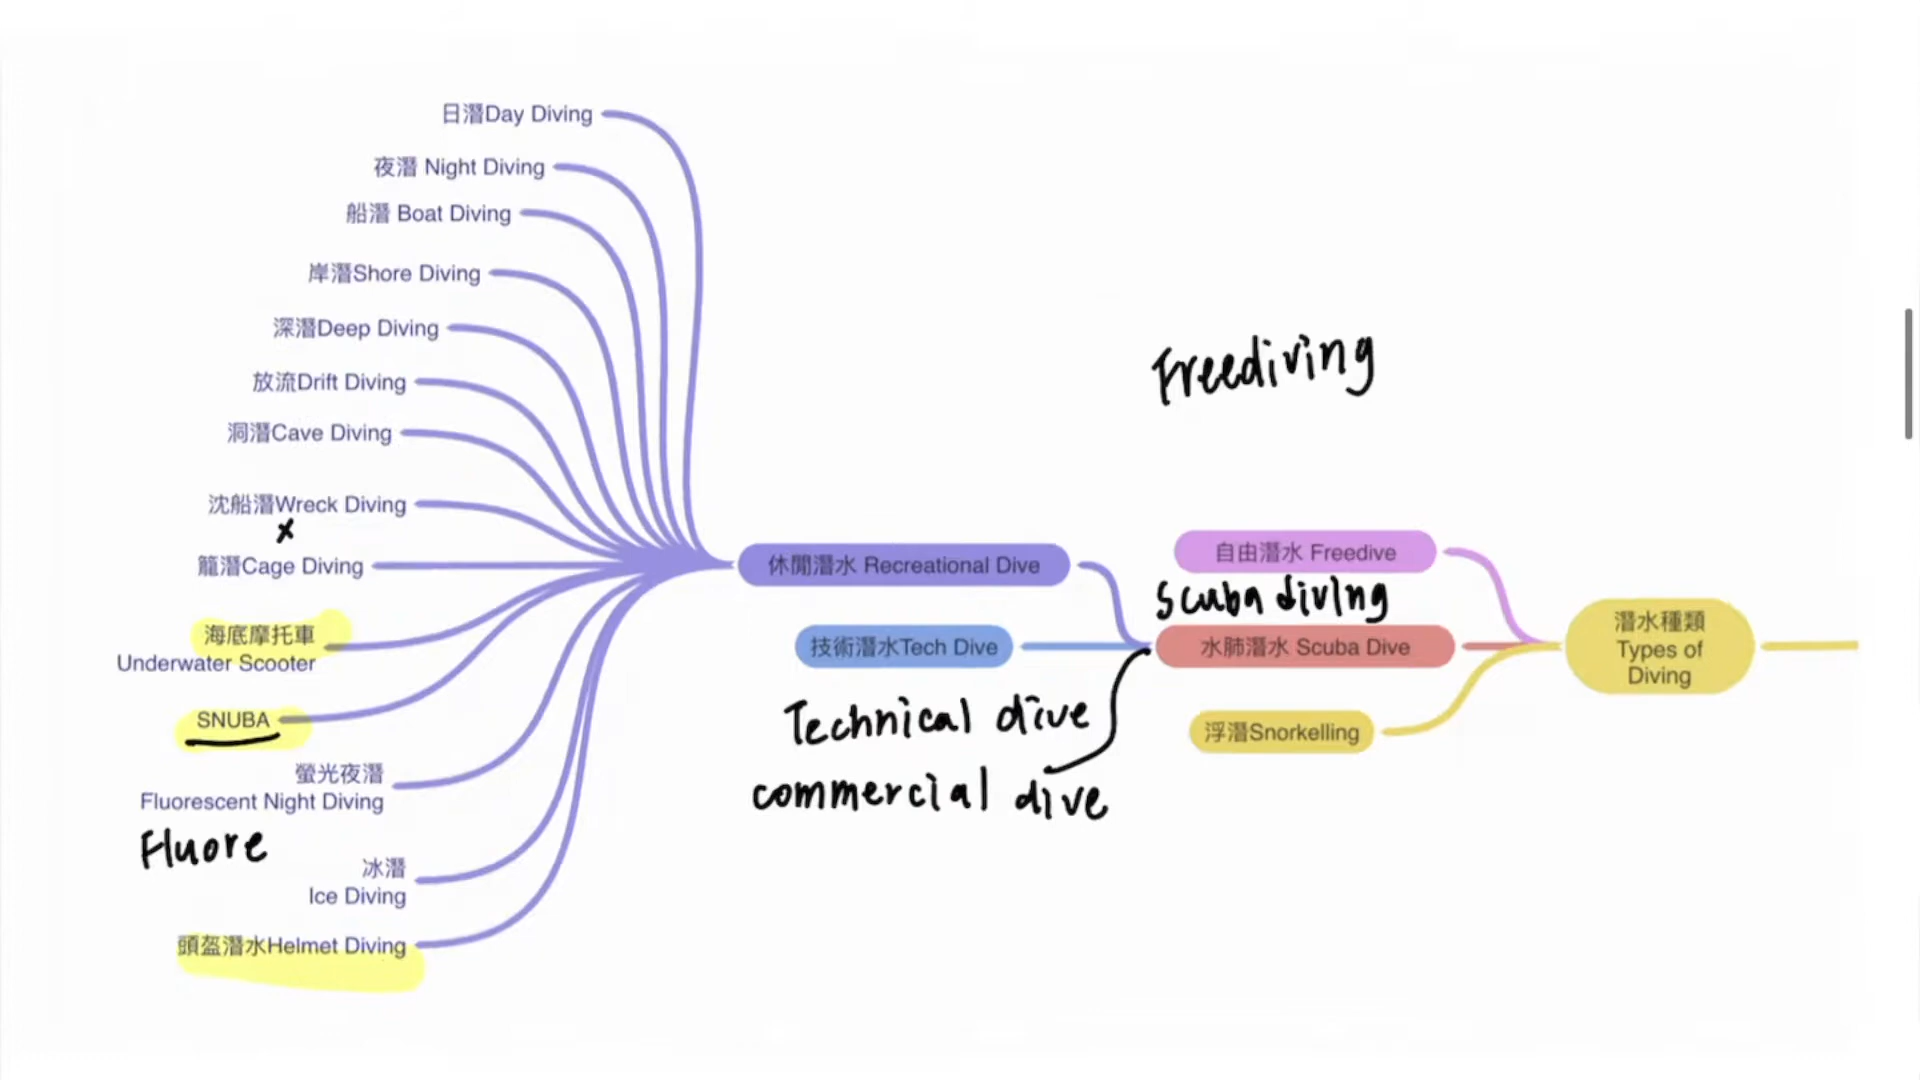 日潛Day Diving
夜潛 Night Diving
船潛 Boat Diving
岸潛Shore Diving
深潛Deep Diving
放流Drift Diving
洞潛Cave Diving
沈船潛Wreck Diving
x
籠潛Cage Diving
海底摩托車
Underwater Scooter
SNUBA
螢光夜潛
Fluorescent Night Diving
Fluore
冰潛
Ice Diving
頭盔潛水Helmet Diving
休閒潛水 Recreational Dive
技術潛水Tech Dive
Technical dive
commercial dive
Freediving
自由潛水 Freedive
scuba diving
水肺潛水 Scuba Dive
浮潛Snorkelling
潛水種類
Types of
Diving